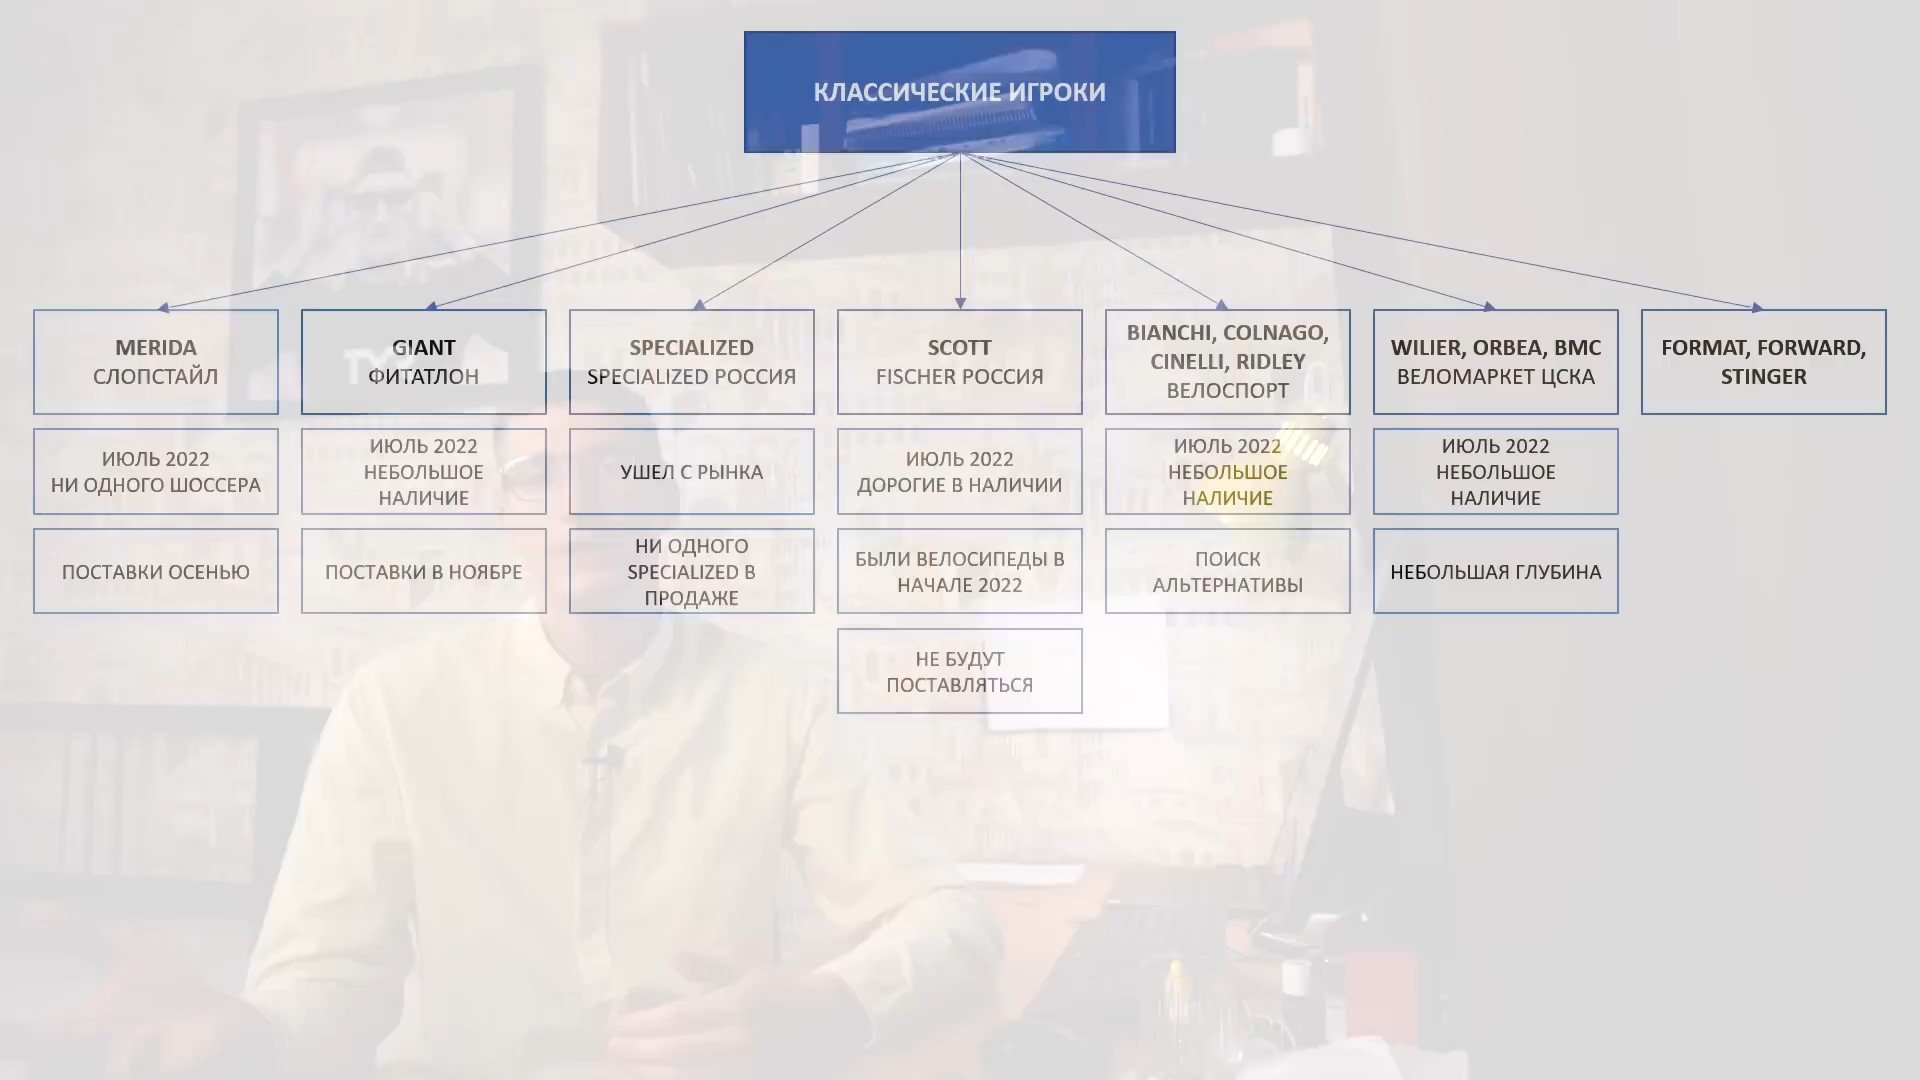 КЛАССИЧЕСКИЕ ИГРОКИ
MERIDA
СЛОПСТАЙЛ
GIANT
ФИТАТЛОН
SPECIALIZED
SPECIALIZED РОССИЯ
SCOTT
FISCHER РОССИЯ
BIANCHI, COLNAGO,
CINELLI, RIDLEY
ВЕЛОСПОРТ
WILIER, ORBEA, BMC
ВЕЛОМАРКЕТ ЦСКА
FORMAT, FORWARD,
STINGER
ИЮЛЬ 2022
НИ ОДНОГО ШОССЕРА
ИЮЛЬ 2022
НЕБОЛЬШОЕ
НАЛИЧИЕ
УШЕЛ С РЫНКА
ИЮЛЬ 2022
ДОРОГИЕ В НАЛИЧИИ
ИЮЛЬ 2022
НЕБОЛЬШОЕ
НАЛИЧИЕ
ИЮЛЬ 2022
НЕБОЛЬШОЕ
НАЛИЧИЕ
ПОСТАВКИ ОСЕНЬЮ
ПОСТАВКИ В НОЯБРЕ
НИ ОДНОГО
SPECIALIZED В
ПРОДАЖЕ
БЫЛИ ВЕЛОСИПЕДЫ В
НАЧАЛЕ 2022
ПОИСК
АЛЬТЕРНАТИВЫ
НЕБОЛЬШАЯ ГЛУБИНА
НЕ БУДУТ
ПОСТАВЛЯТЬСЯ